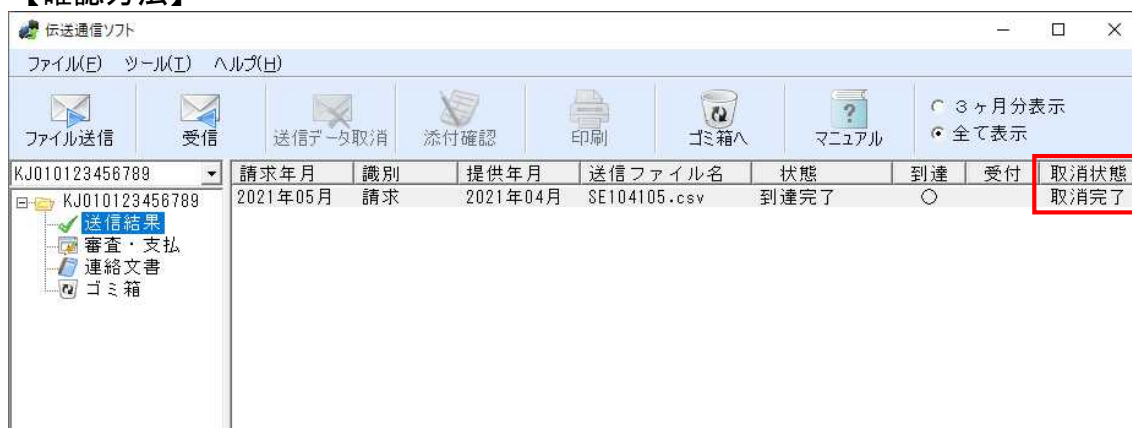 【確認方法】
伝送通信ソフト
ファイル(F) ツール(T) ヘルプ(H)
ファイル送信 受信 送信データ取消 添付確認 印刷 ゴミ箱へ マニュアル
3ヶ月分表示
全て表示
KJ010123456789 請求年月 識別 提供年月 送信ファイル名 状態 到達 受付 取消状態
KJ010123456789 2021年05月 請求 2021年04月 SE104105.csv 到達完了 ○ 取消完了
送信結果
審査・支払
連絡文書
ゴミ箱